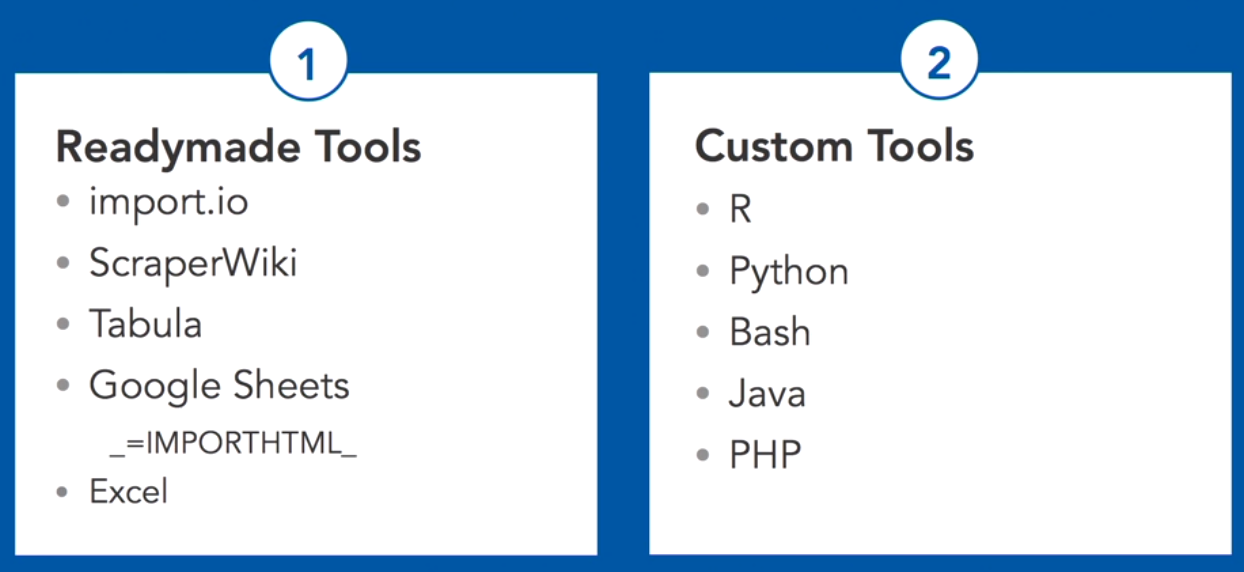 1
Readymade Tools
• import.io
• ScraperWiki
• Tabula
• Google Sheets
_=IMPORTHTML_
• Excel
2
Custom Tools
• R
• Python
• Bash
• Java
• PHP